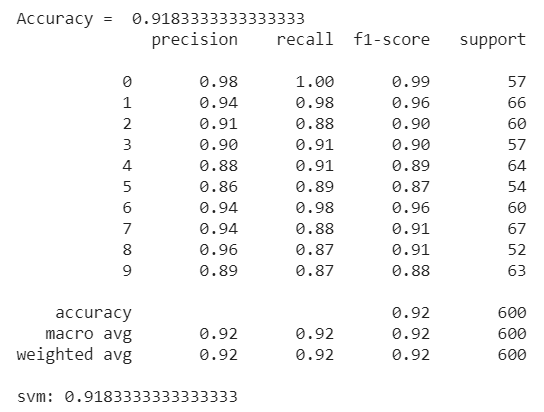 Accuracy =  0.9183333333333333
              precision    recall  f1-score   support

           0       0.98      1.00      0.99        57
           1       0.94      0.98      0.96        66
           2       0.91      0.88      0.90        60
           3       0.90      0.91      0.90        57
           4       0.88      0.91      0.89        64
           5       0.86      0.89      0.87        54
           6       0.94      0.98      0.96        60
           7       0.94      0.88      0.91        67
           8       0.96      0.87      0.91        52
           9       0.89      0.87      0.88        63

    accuracy                           0.92       600
   macro avg       0.92      0.92      0.92       600
weighted avg       0.92      0.92      0.92       600

svm: 0.9183333333333333